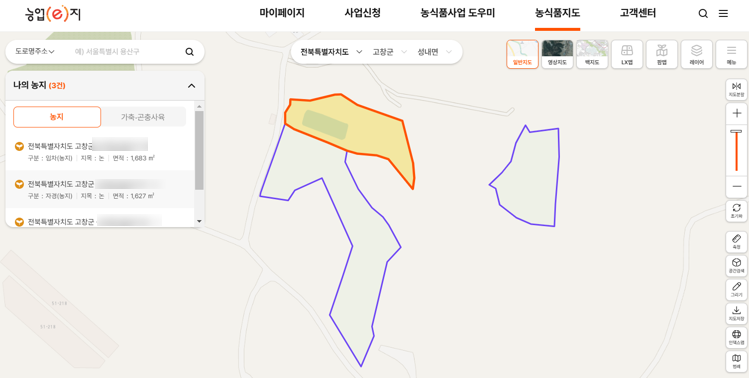 농업(e)지
마이페이지 사업신청 농식품사업 도우미 농식품지도 고객센터
도로명주소 예) 서울특별시 용산구
전북특별자치도 고창군 성내면
일반지도 영상지도 백지도 LX맵 팜맵 레이어 메뉴
나의 농지 (3건)
농지 가축·곤충사육
전북특별자치도 고창군
구분 : 임차(농지) 지목 : 논 면적 : 1,683 ㎡
전북특별자치도 고창군
구분 : 자경(농지) 지목 : 논 면적 : 1,627 ㎡
전북특별자치도 고창군
지도분할
초기화
측정
공간검색
그리기
지도저장
인덱스맵
범례